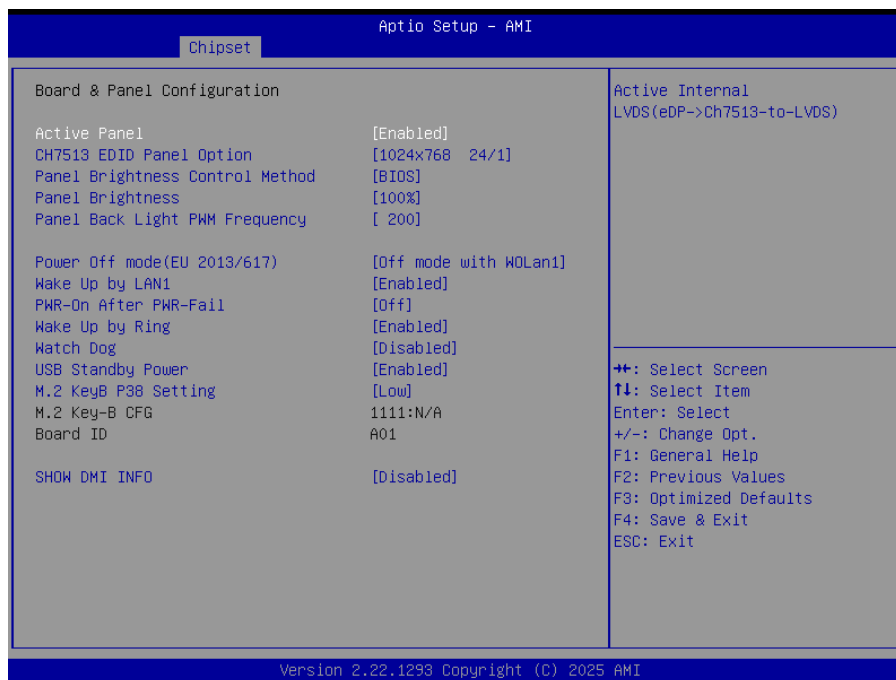 Aptio Setup - AMI
Chipset
Board & Panel Configuration
Active Panel [Enabled]
CH7513 EDID Panel Option [1024x768 24/1]
Panel Brightness Control Method [BIOS]
Panel Brightness [100%]
Panel Back Light PWM Frequency [ 200]
Power Off mode(EU 2013/617) [Off mode with WOLan1]
Wake Up by LAN1 [Enabled]
PWR-On After PWR-Fail [Off]
Wake Up by Ring [Enabled]
Watch Dog [Disabled]
USB Standby Power [Enabled]
M.2 KeyB P38 Setting [Low]
M.2 Key-B CFG 1111:N/A
Board ID A01
SHOW DMI INFO [Disabled]
Active Internal
LVDS(eDP->Ch7513-to-LVDS)
→←: Select Screen
↑↓: Select Item
Enter: Select
+/-: Change Opt.
F1: General Help
F2: Previous Values
F3: Optimized Defaults
F4: Save & Exit
ESC: Exit
Version 2.22.1293 Copyright (C) 2025 AMI